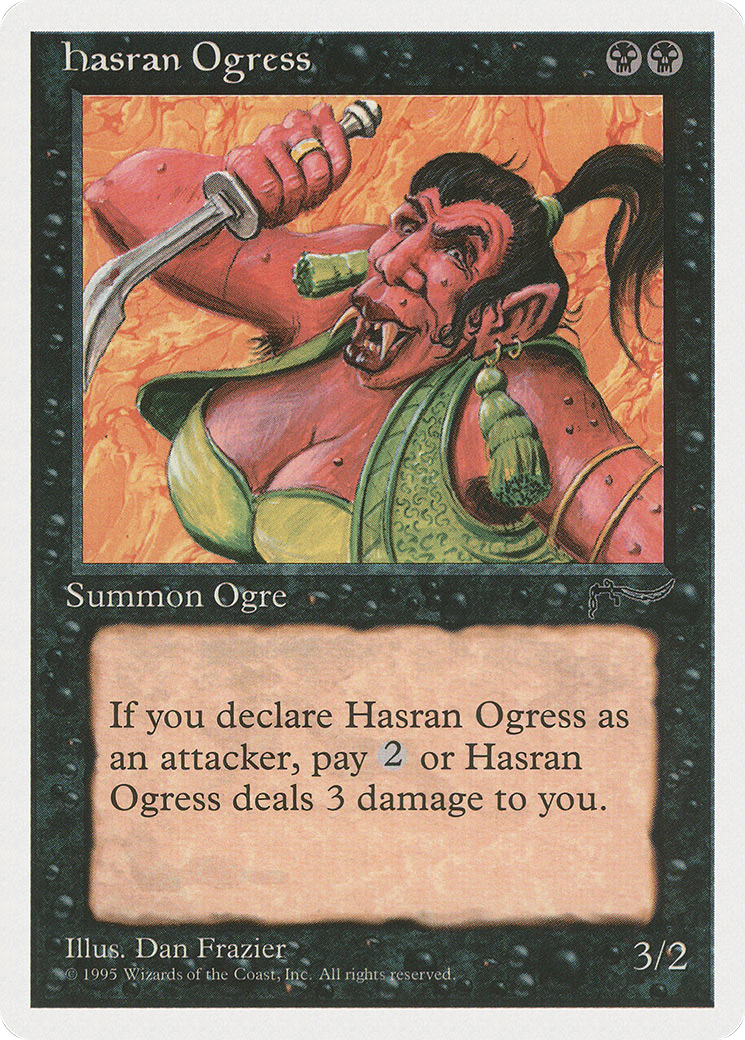 Hasran Ogress
Summon Ogre
If you declare Hasran Ogress as
an attacker, pay 2 or Hasran
Ogress deals 3 damage to you.
Illus. Dan Frazier
3/2
© 1995 Wizards of the Coast, Inc. All rights reserved.